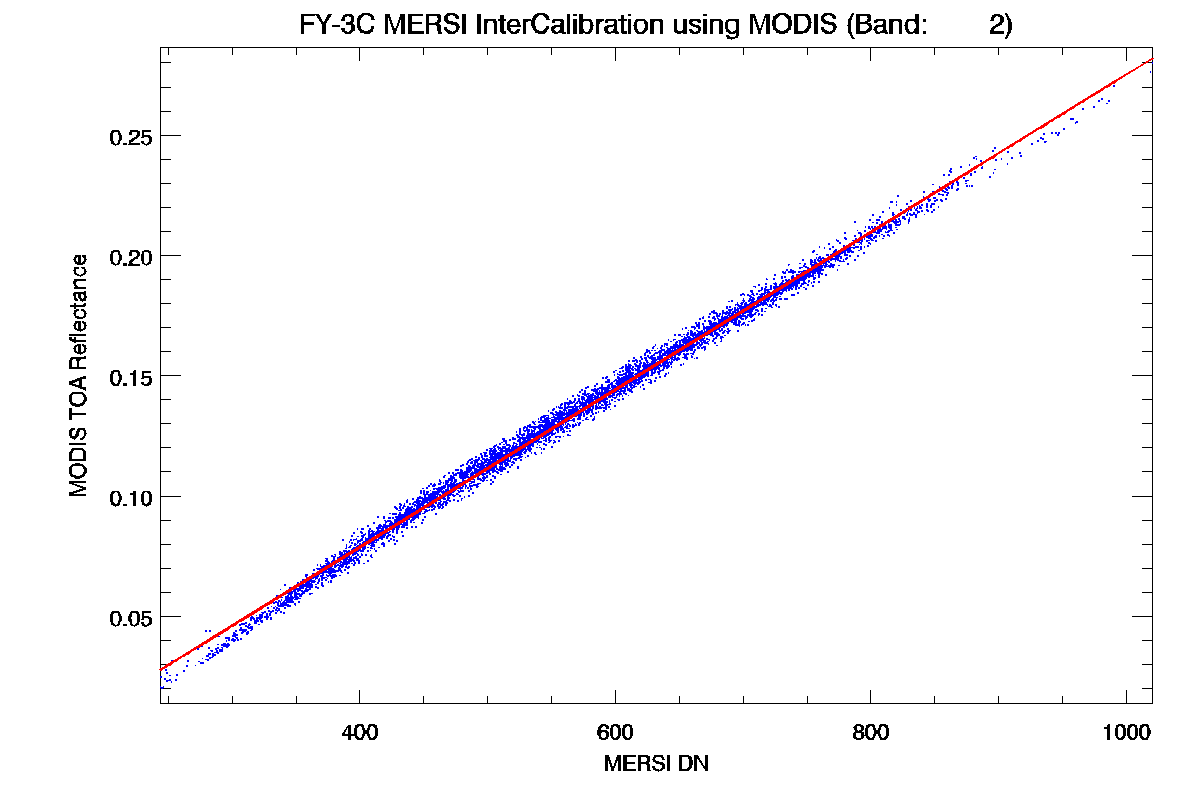 FY-3C MERSI InterCalibration using MODIS (Band: 2)
MODIS TOA Reflectance
0.25
0.20
0.15
0.10
0.05
400 600 800 1000
MERSI DN